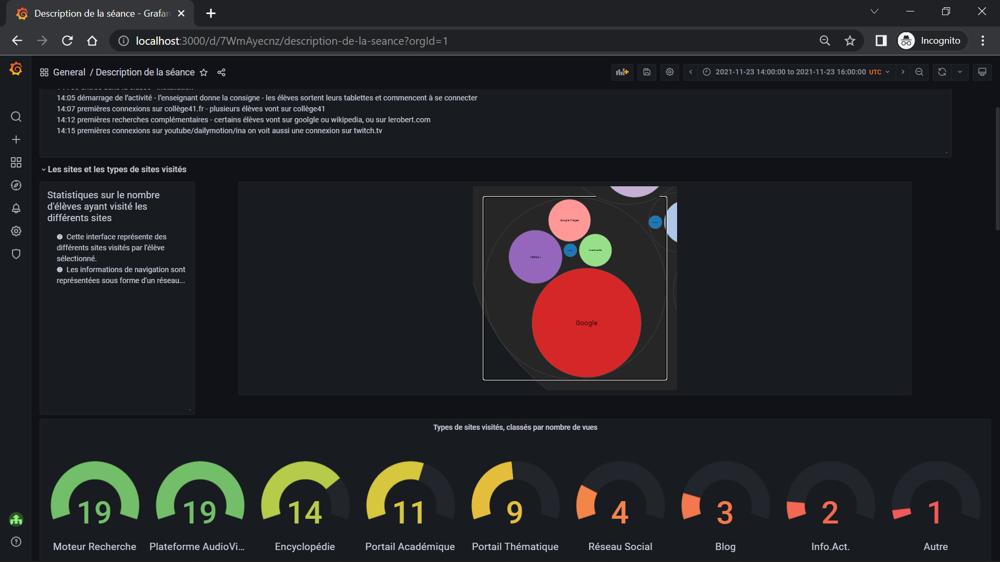 Description de la séance - Grafan
localhost:3000/d/7WmAyecnz/description-de-la-seance?orgId=1
Incognito
General / Description de la séance
2021-11-23 14:00:00 to 2021-11-23 16:00:00 UTC
14:05 démarrage de l’activité - l’enseignant donne la consigne - les élèves sortent leurs tablettes et commencent à se connecter
14:07 premières connexions sur collège41.fr - plusieurs élèves vont sur collège41
14:12 premières recherches complémentaires - certains élèves vont sur goolgle ou wikipedia, ou sur lerobert.com
14:15 premières connexions sur youtube/dailymotion/ina on voit aussi une connexion sur twitch.tv
Les sites et les types de sites visités
Statistiques sur le nombre
d'élèves ayant visité les
différents sites
Cette interface représente des
différents sites visités par l'élève
sélectionné.
Les informations de navigation sont
représentées sous forme d'un réseau...
Google Images
Yahoo !
DuckDuckGo
Google
Types de sites visités, classés par nombre de vues
19 19 14 11 9 4 3 2 1
Moteur Recherche Plateforme AudioVi... Encyclopédie Portail Académique Portail Thématique Réseau Social Blog Info.Act. Autre